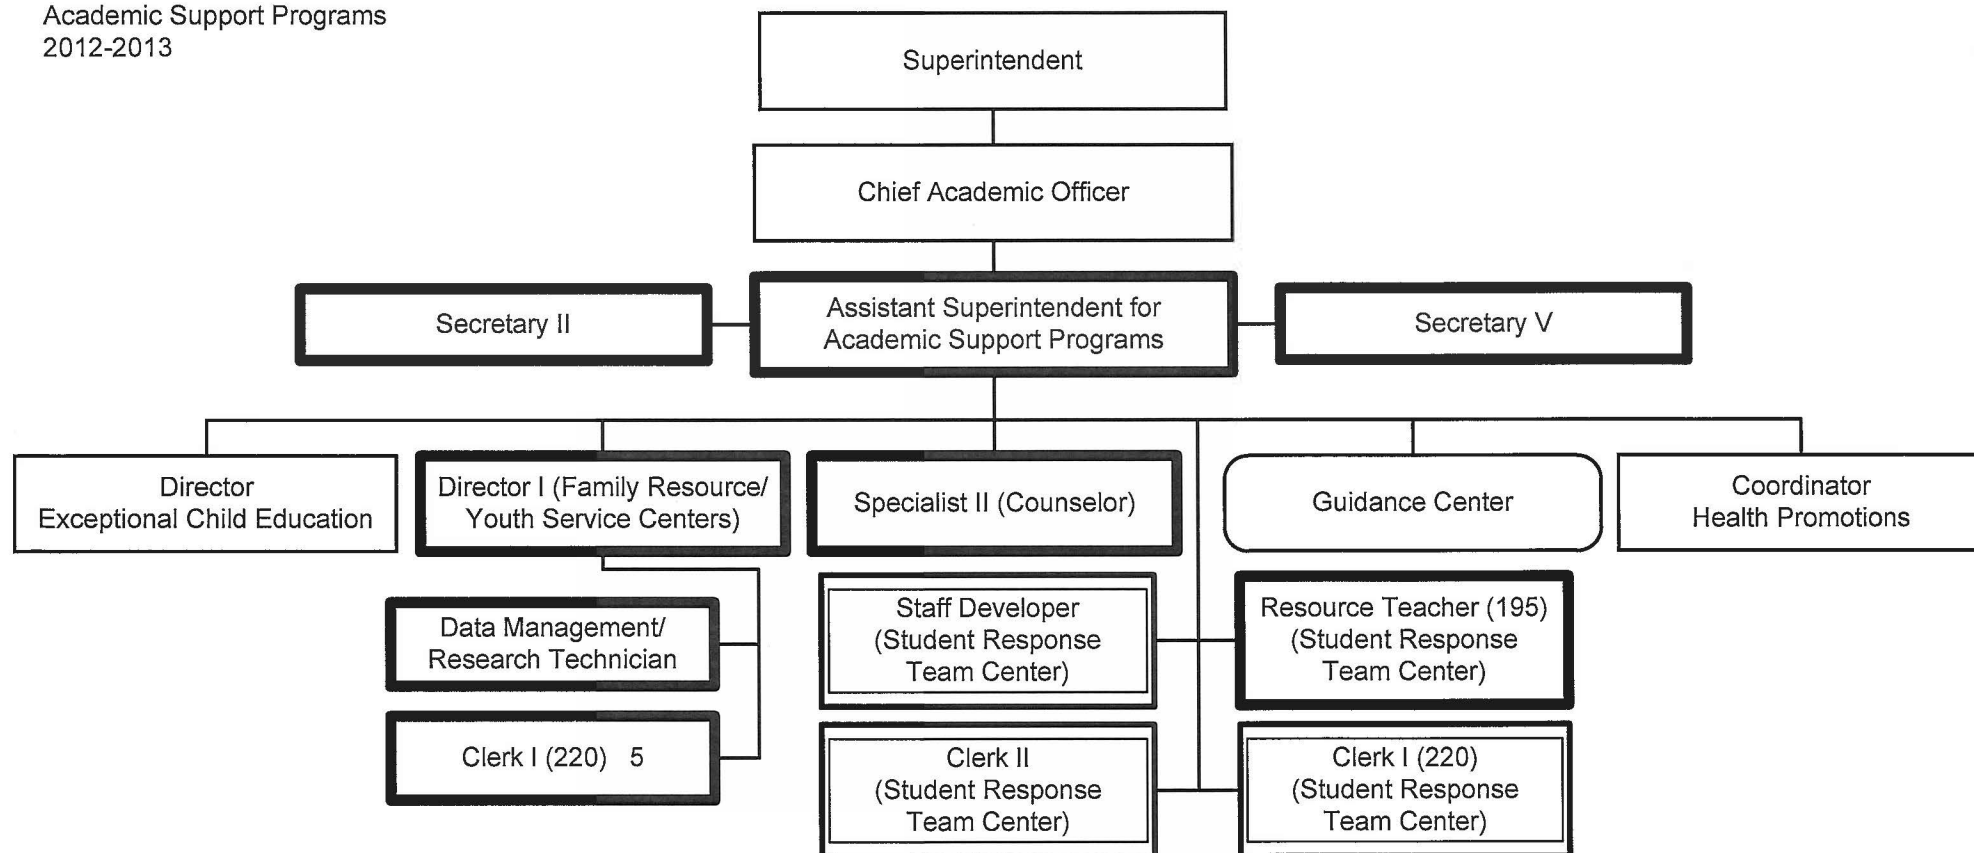 Academic Support Programs
2012-2013
Superintendent
Chief Academic Officer
Secretary II
Assistant Superintendent for
Academic Support Programs
Secretary V
Director
Exceptional Child Education
Director I (Family Resource/
Youth Service Centers)
Specialist II (Counselor)
Guidance Center
Coordinator
Health Promotions
Data Management/
Research Technician
Staff Developer
(Student Response
Team Center)
Resource Teacher (195)
(Student Response
Team Center)
Clerk I (220) 5
Clerk II
(Student Response
Team Center)
Clerk I (220)
(Student Response
Team Center)